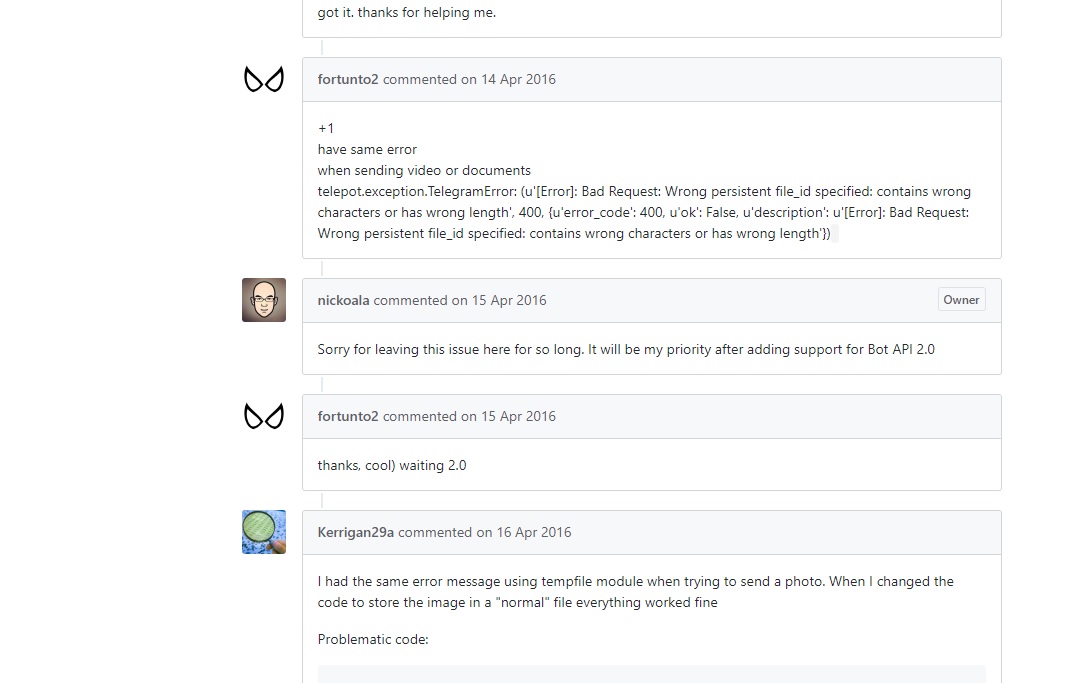 got it. thanks for helping me.
fortunto2 commented on 14 Apr 2016
+1
have same error
when sending video or documents
telepot.exception.TelegramError: (u'[Error]: Bad Request: Wrong persistent file_id specified: contains wrong
characters or has wrong length', 400, {u'error_code': 400, u'ok': False, u'description': u'[Error]: Bad Request:
Wrong persistent file_id specified: contains wrong characters or has wrong length'})
nickoala commented on 15 Apr 2016 Owner
Sorry for leaving this issue here for so long. It will be my priority after adding support for Bot API 2.0
fortunto2 commented on 15 Apr 2016
thanks, cool) waiting 2.0
Kerrigan29a commented on 16 Apr 2016
I had the same error message using tempfile module when trying to send a photo. When I changed the
code to store the image in a "normal" file everything worked fine
Problematic code: